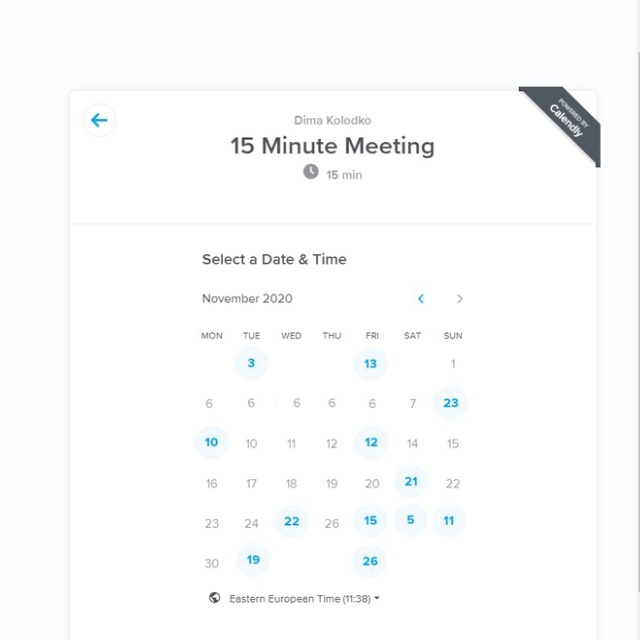 POWERED BY
Calendly
Dima Kolodko
15 Minute Meeting
15 min
Select a Date & Time
November 2020
MON TUE WED THU FRI SAT SUN
3 13 1
6 6 6 6 6 7 23
10 10 11 12 12 14 15
16 17 18 19 20 21 22
23 24 22 26 15 5 11
30 19 26
Eastern European Time (11:38)